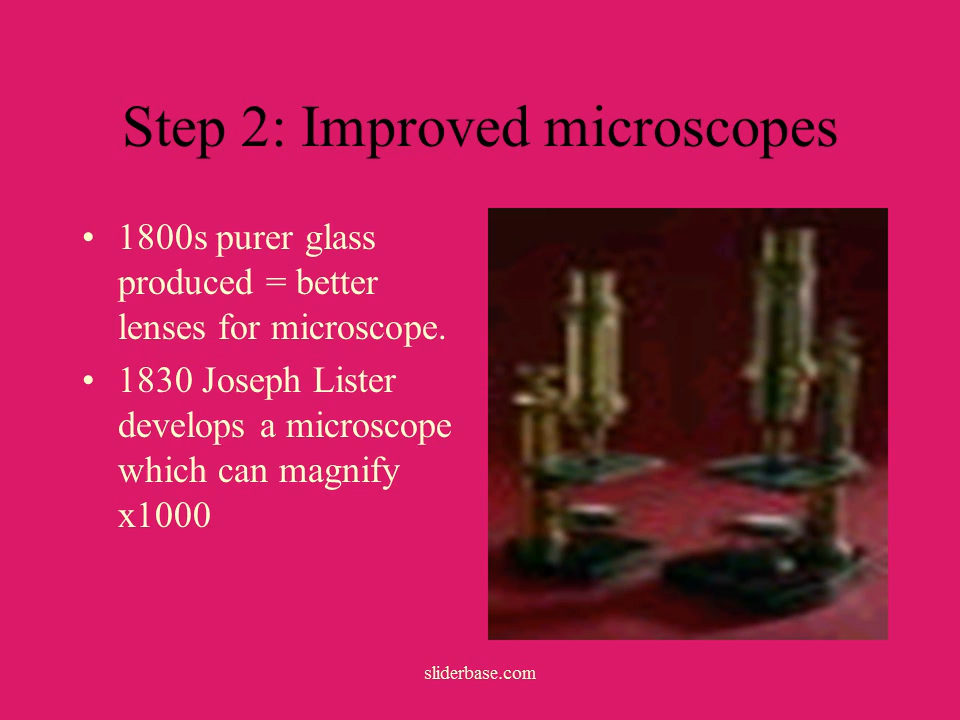 Step 2: Improved microscopes
• 1800s purer glass
produced = better
lenses for microscope.
• 1830 Joseph Lister
develops a microscope
which can magnify
x1000
sliderbase.com